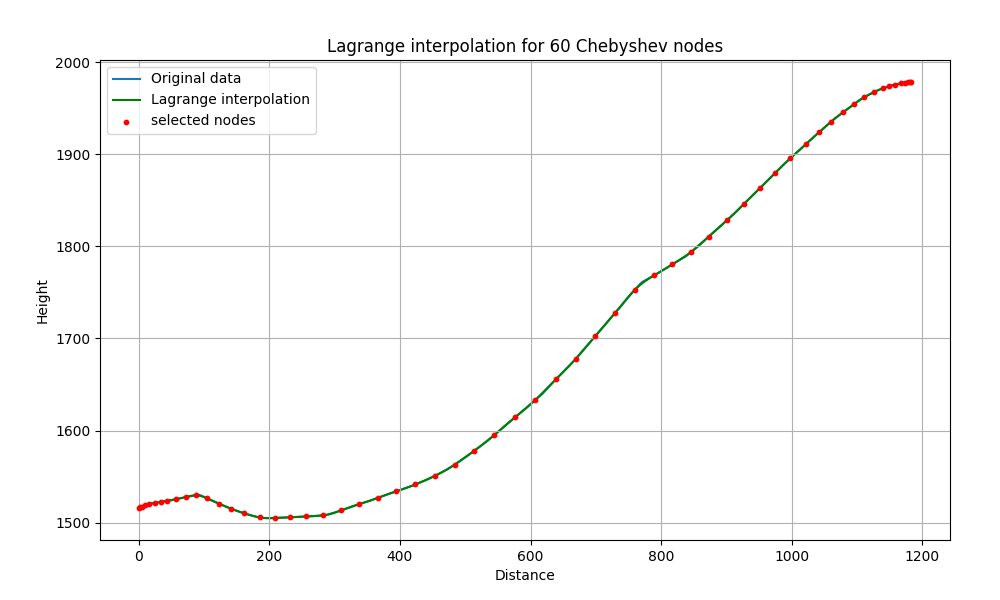 Lagrange interpolation for 60 Chebyshev nodes
Original data
Lagrange interpolation
selected nodes
2000
1900
1800
1700
1600
1500
Height
0
200
400
600
800
1000
1200
Distance